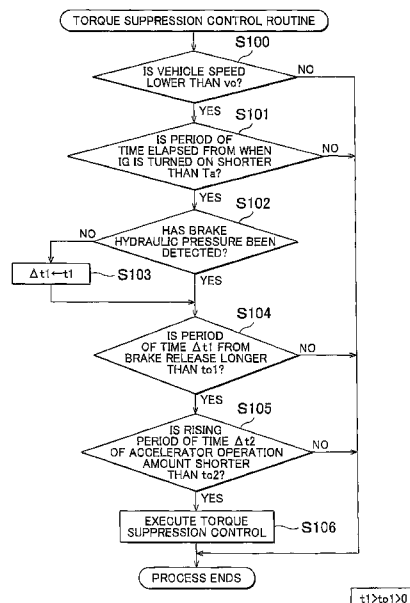 TORQUE SUPPRESSION CONTROL ROUTINE
S100
IS VEHICLE SPEED
LOWER THAN vo?
NO
YES
S101
IS PERIOD OF
TIME ELAPSED FROM WHEN
IG IS TURNED ON SHORTER
THAN Ta?
NO
YES
S102
HAS BRAKE
HYDRAULIC PRESSURE BEEN
DETECTED?
NO
YES
Δt1←t1
S103
S104
IS PERIOD
OF TIME Δt1 FROM
BRAKE RELEASE LONGER
THAN to1?
NO
YES
S105
IS RISING
PERIOD OF TIME Δt2
OF ACCELERATOR OPERATION
AMOUNT SHORTER
THAN to2?
NO
YES
EXECUTE TORQUE
SUPPRESSION CONTROL
S106
PROCESS ENDS
t1>to1>0